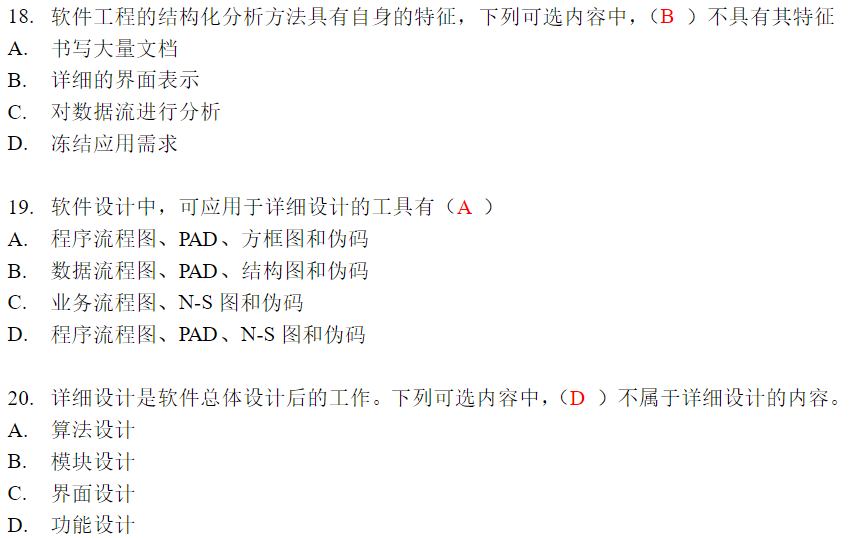 18. 软件工程的结构化分析方法具有自身的特征，下列可选内容中，（B ）不具有其特征
A. 书写大量文档
B. 详细的界面表示
C. 对数据流进行分析
D. 冻结应用需求
19. 软件设计中，可应用于详细设计的工具有（A ）
A. 程序流程图、PAD、方框图和伪码
B. 数据流程图、PAD、结构图和伪码
C. 业务流程图、N-S 图和伪码
D. 程序流程图、PAD、N-S 图和伪码
20. 详细设计是软件总体设计后的工作。下列可选内容中，（D ）不属于详细设计的内容。
A. 算法设计
B. 模块设计
C. 界面设计
D. 功能设计